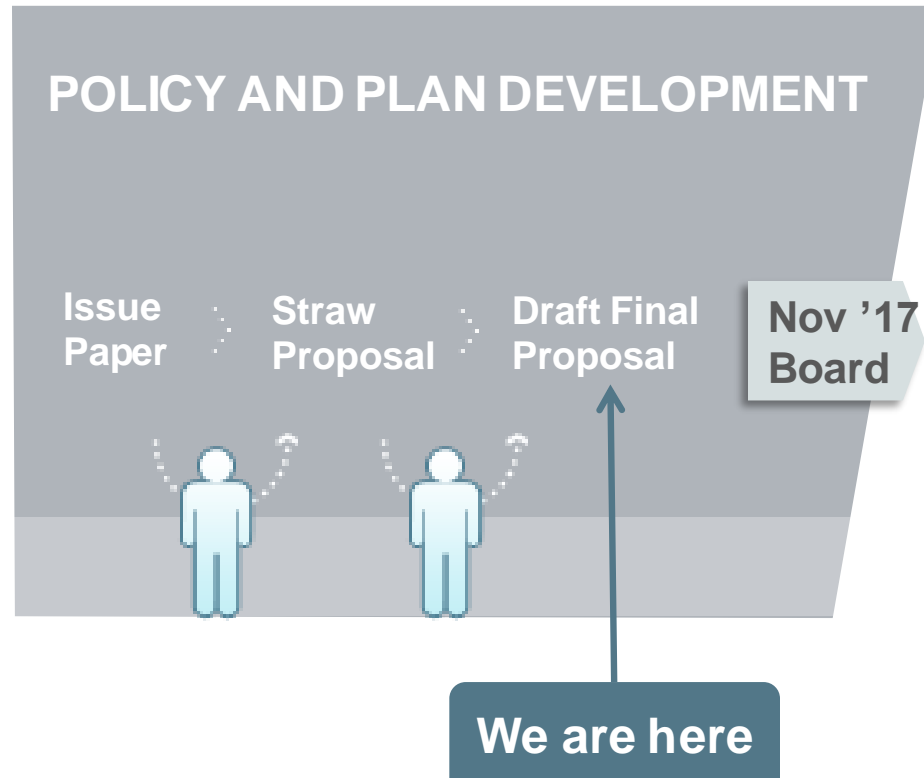 POLICY AND PLAN DEVELOPMENT
Issue
Paper
Straw
Proposal
Draft Final
Proposal
Nov ’17
Board
We are here